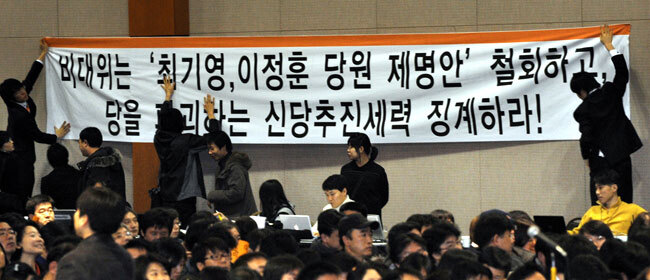 비대위는 '최기영,이정훈 당원 제명안' 철회하고,
당을 파괴하는 신당추진세력 징계하라!